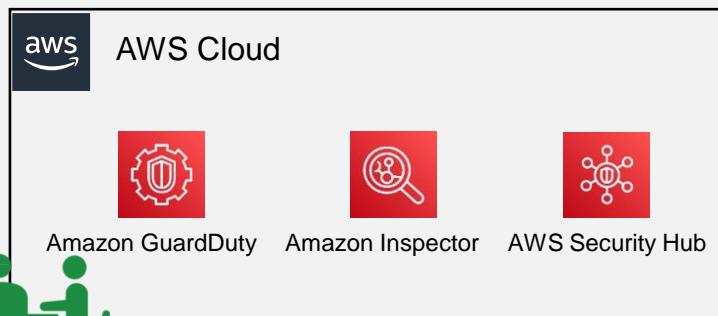 aws
AWS Cloud
Amazon GuardDuty
Amazon Inspector
AWS Security Hub